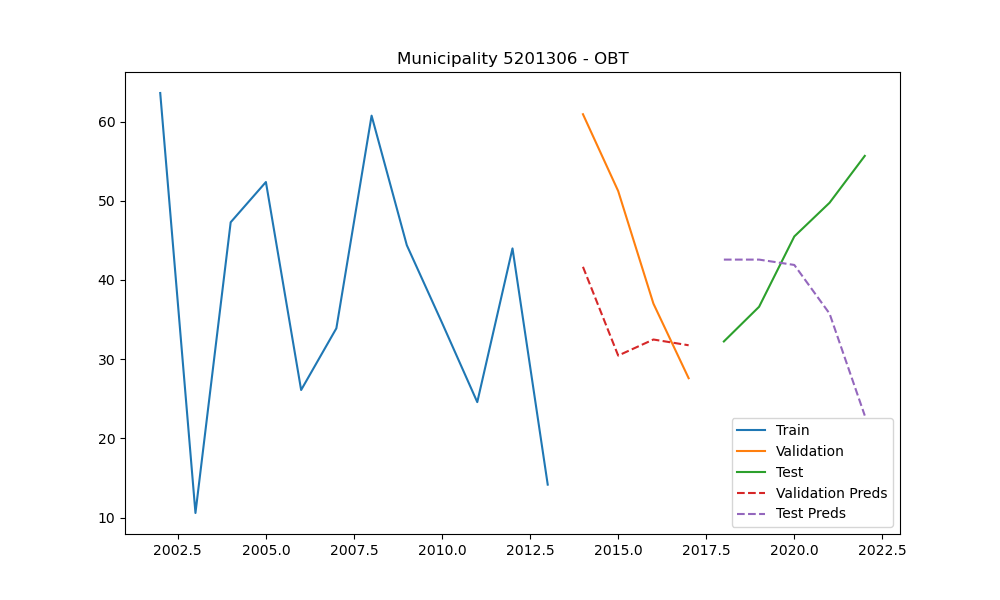 Municipality 5201306 - OBT
60
50
40
30
20
10
Train
Validation
Test
Validation Preds
Test Preds
2002.5 2005.0 2007.5 2010.0 2012.5 2015.0 2017.5 2020.0 2022.5